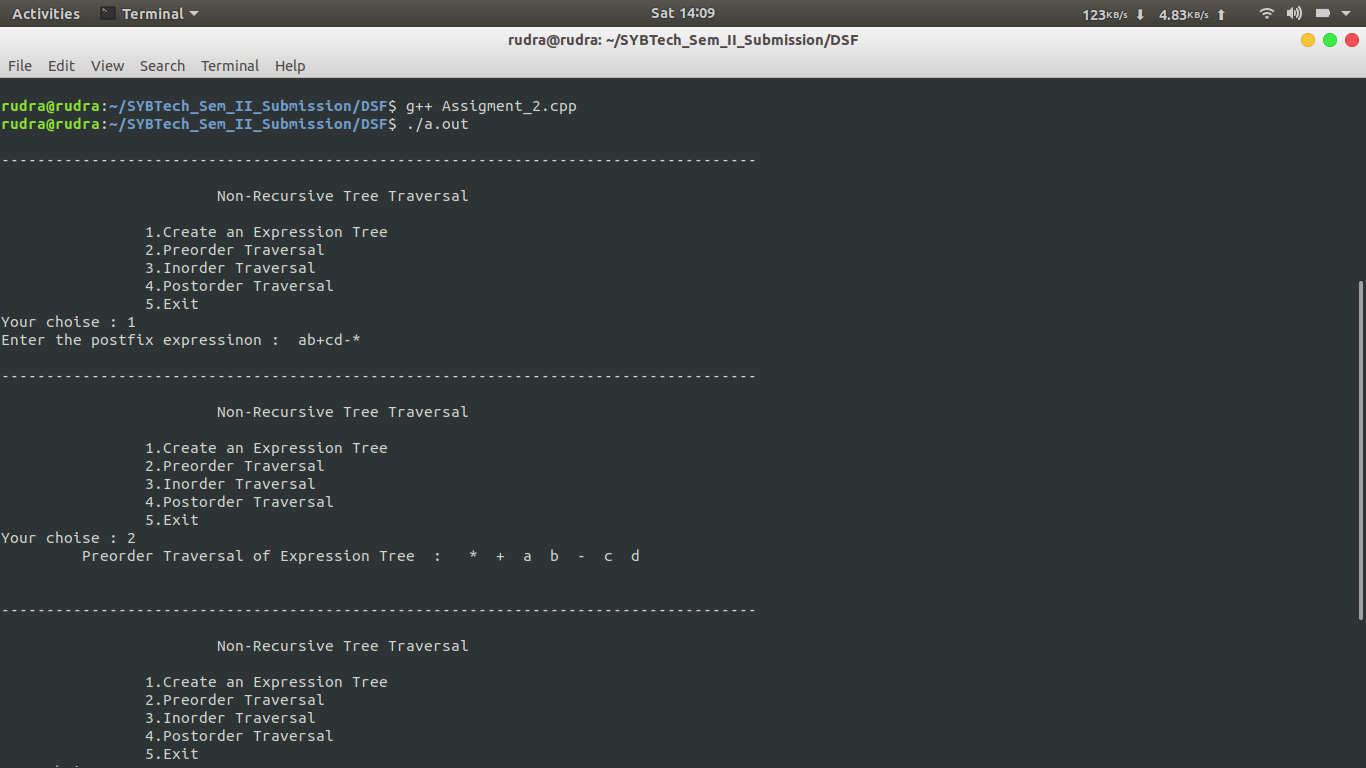 Activities Terminal Sat 14:09 123KB/s ⬇ 4.83KB/s ⬆
rudra@rudra: ~/SYBTech_Sem_II_Submission/DSF
File Edit View Search Terminal Help
rudra@rudra:~/SYBTech_Sem_II_Submission/DSF$ g++ Assigment_2.cpp
rudra@rudra:~/SYBTech_Sem_II_Submission/DSF$ ./a.out
------------------------------------------------------------------------------------
Non-Recursive Tree Traversal
1.Create an Expression Tree
2.Preorder Traversal
3.Inorder Traversal
4.Postorder Traversal
5.Exit
Your choise : 1
Enter the postfix expressinon :  ab+cd-*
------------------------------------------------------------------------------------
Non-Recursive Tree Traversal
1.Create an Expression Tree
2.Preorder Traversal
3.Inorder Traversal
4.Postorder Traversal
5.Exit
Your choise : 2
Preorder Traversal of Expression Tree  :   *  +  a  b  -  c  d
------------------------------------------------------------------------------------
Non-Recursive Tree Traversal
1.Create an Expression Tree
2.Preorder Traversal
3.Inorder Traversal
4.Postorder Traversal
5.Exit